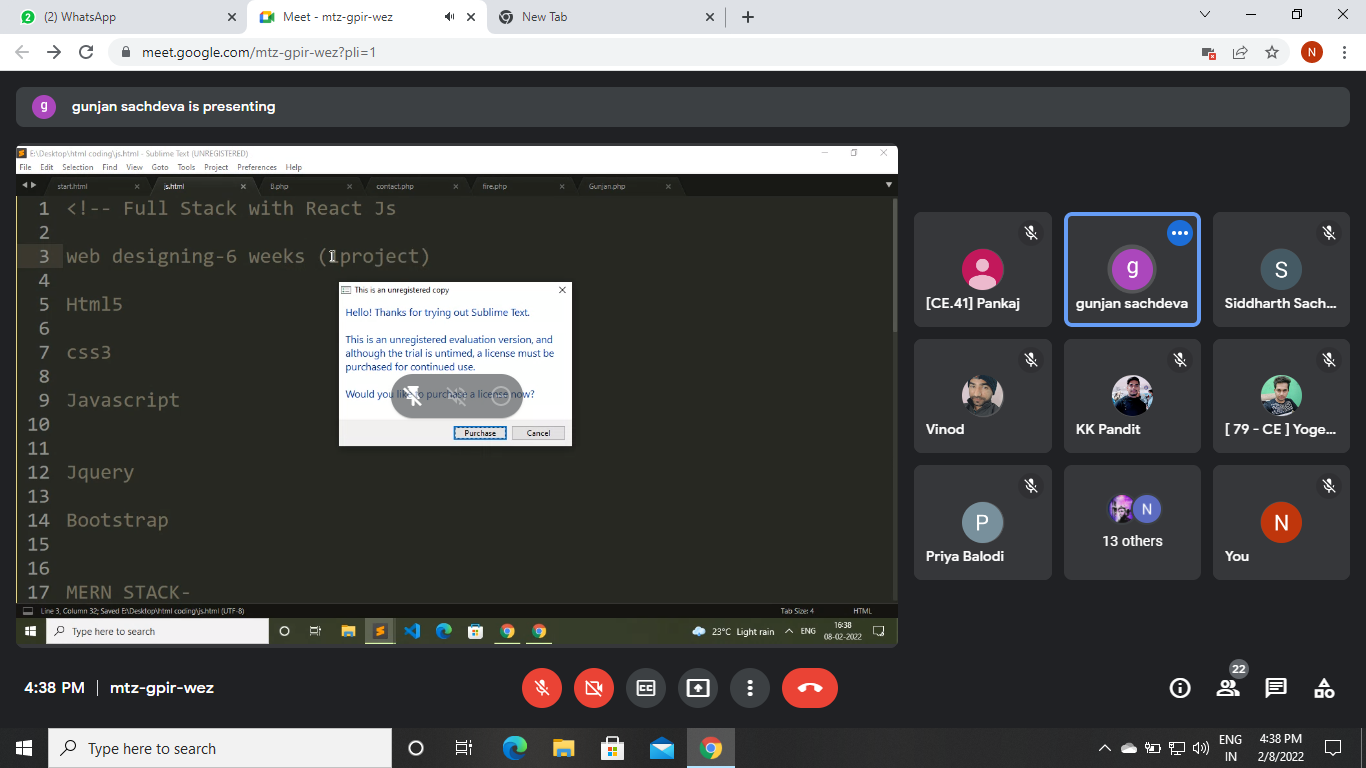 (2) WhatsApp
Meet - mtz-gpir-wez
New Tab
meet.google.com/mtz-gpir-wez?pli=1
N
g gunjan sachdeva is presenting
E:\Desktop\html coding\js.html - Sublime Text (UNREGISTERED)
File Edit Selection Find View Goto Tools Project Preferences Help
start.html js.html B.php contact.php fire.php Gunjan.php
1 <!-- Full Stack with React Js
2
3 web designing-6 weeks (1project)
4
5 Html5
6
7 css3
8
9 Javascript
10
11
12 Jquery
13
14 Bootstrap
15
16
17 MERN STACK-
This is an unregistered copy
Hello! Thanks for trying out Sublime Text.
This is an unregistered evaluation version, and
although the trial is untimed, a license must be
purchased for continued use.
Would you like to purchase a license now?
Purchase Cancel
Line 3, Column 32; Saved E:\Desktop\html coding\js.html (UTF-8) Tab Size: 4 HTML
Type here to search
23°C Light rain ENG
16:38
08-02-2022
[CE.41] Pankaj
g
gunjan sachdeva
S
Siddharth Sach...
Vinod
KK Pandit
[ 79 - CE ] Yoge...
P
Priya Balodi
N
13 others
N
You
4:38 PM | mtz-gpir-wez
22
Type here to search
ENG
IN
4:38 PM
2/8/2022